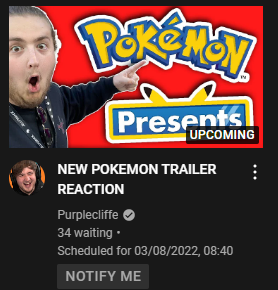 POKéMON
TM
Presents
UPCOMING
NEW POKEMON TRAILER
REACTION
Purplecliffe
34 waiting •
Scheduled for 03/08/2022, 08:40
NOTIFY ME